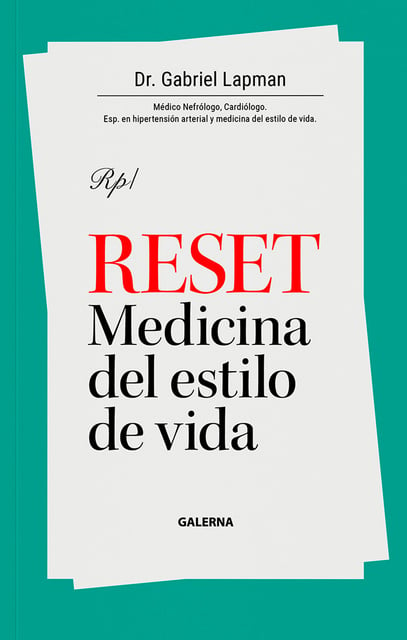 Dr. Gabriel Lapman
Médico Nefrólogo, Cardiólogo.
Esp. en hipertensión arterial y medicina del estilo de vida.
Rp/
RESET
Medicina
del estilo
de vida
GALERNA